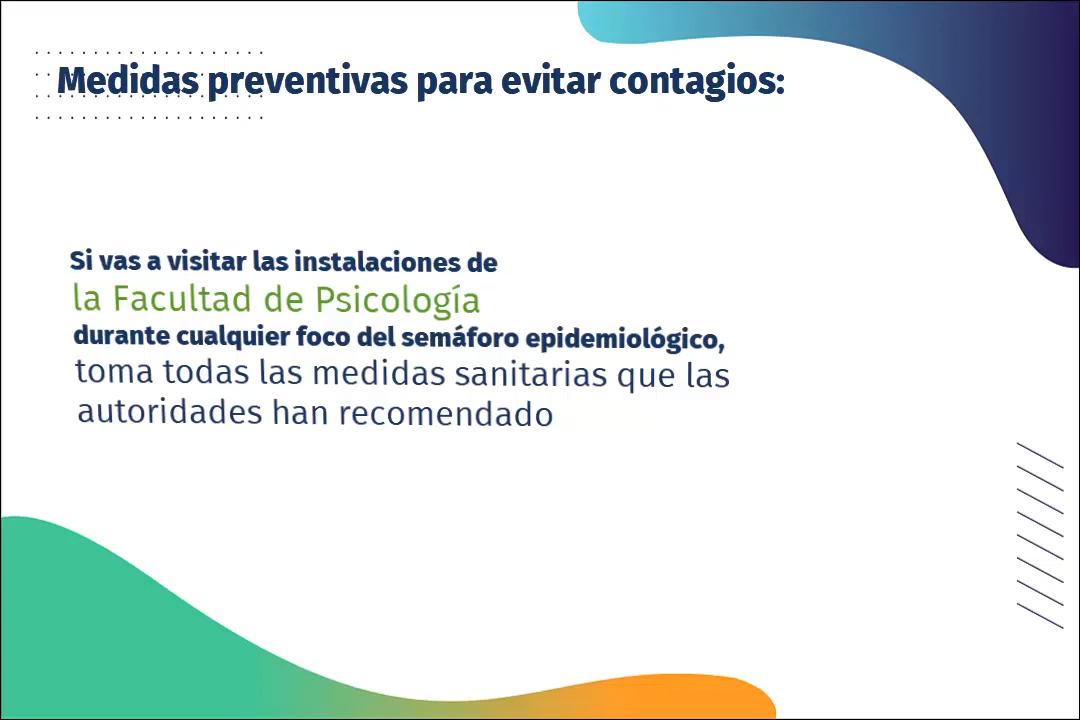 Medidas preventivas para evitar contagios:
Si vas a visitar las instalaciones de
la Facultad de Psicología
durante cualquier foco del semáforo epidemiológico,
toma todas las medidas sanitarias que las
autoridades han recomendado